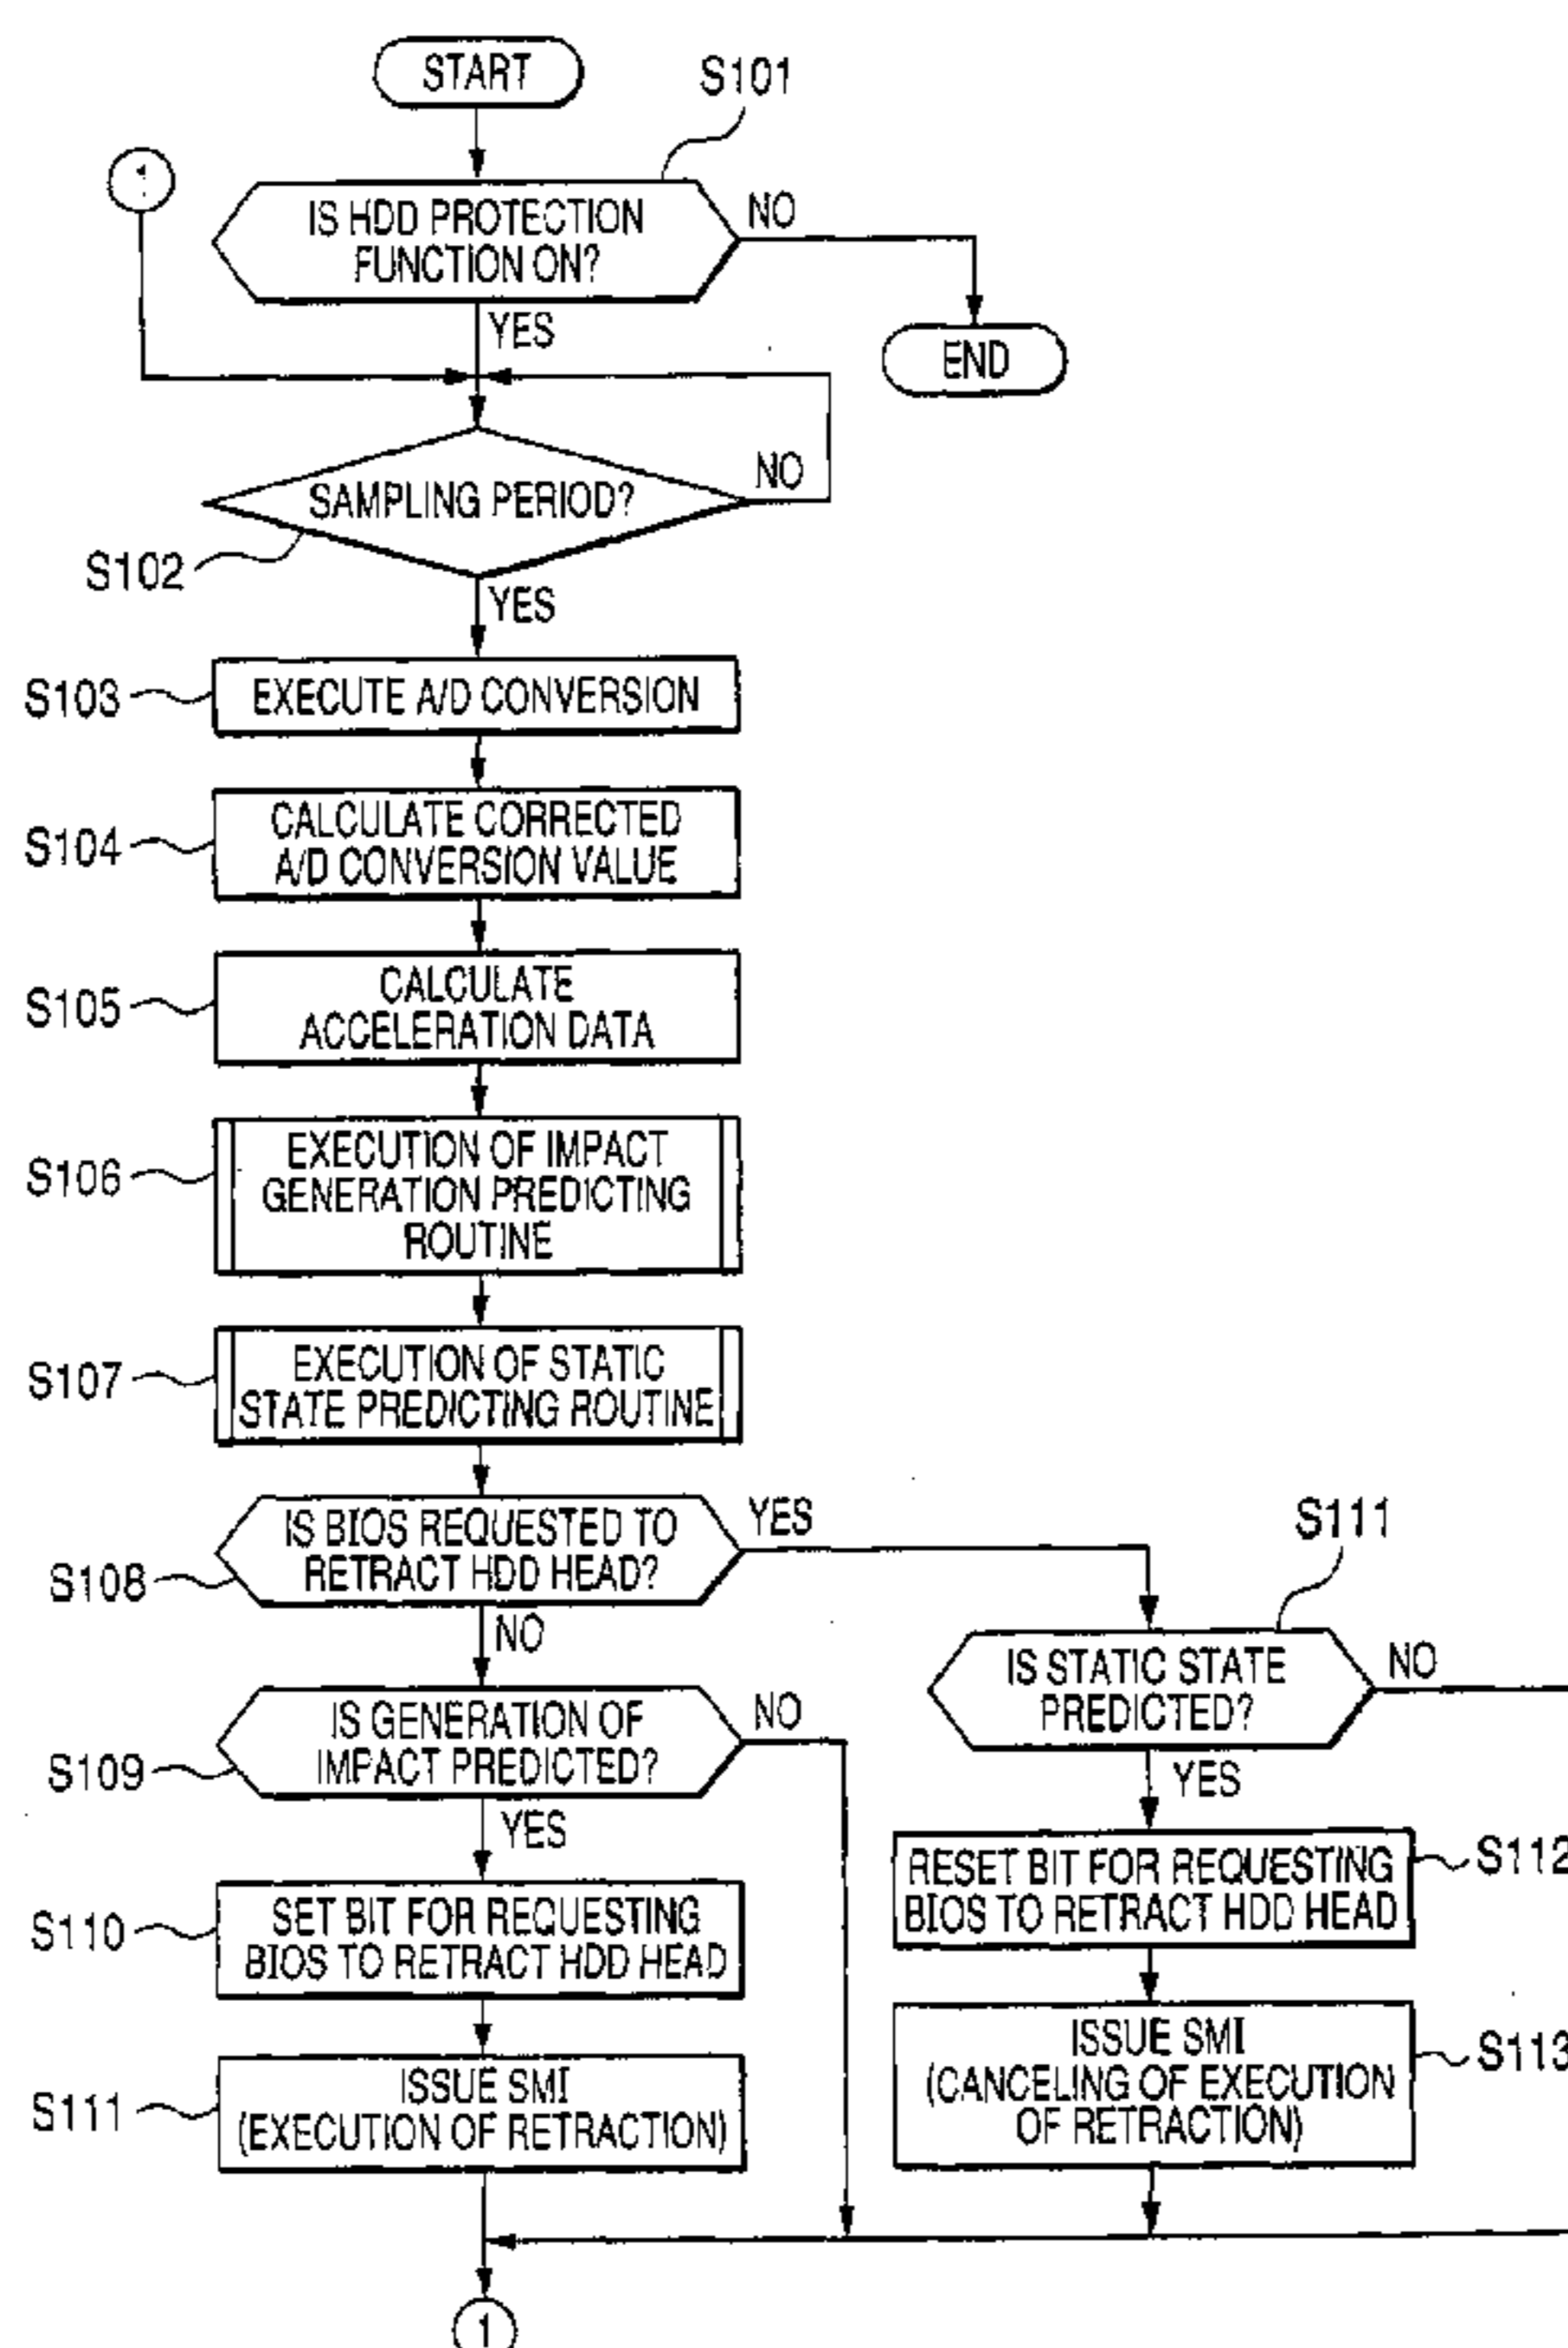 START
S101
1
IS HDD PROTECTION
FUNCTION ON?
NO
YES
END
SAMPLING PERIOD?
NO
S102
YES
S103
EXECUTE A/D CONVERSION
S104
CALCULATE CORRECTED
A/D CONVERSION VALUE
S105
CALCULATE
ACCELERATION DATA
S106
EXECUTION OF IMPACT
GENERATION PREDICTING
ROUTINE
S107
EXECUTION OF STATIC
STATE PREDICTING ROUTINE
S108
IS BIOS REQUESTED TO
RETRACT HDD HEAD?
YES
NO
S111
IS STATIC STATE
PREDICTED?
NO
YES
S109
IS GENERATION OF
IMPACT PREDICTED?
NO
YES
S112
RESET BIT FOR REQUESTING
BIOS TO RETRACT HDD HEAD
S110
SET BIT FOR REQUESTING
BIOS TO RETRACT HDD HEAD
S113
ISSUE SMI
(CANCELING OF EXECUTION
OF RETRACTION)
S111
ISSUE SMI
(EXECUTION OF RETRACTION)
1